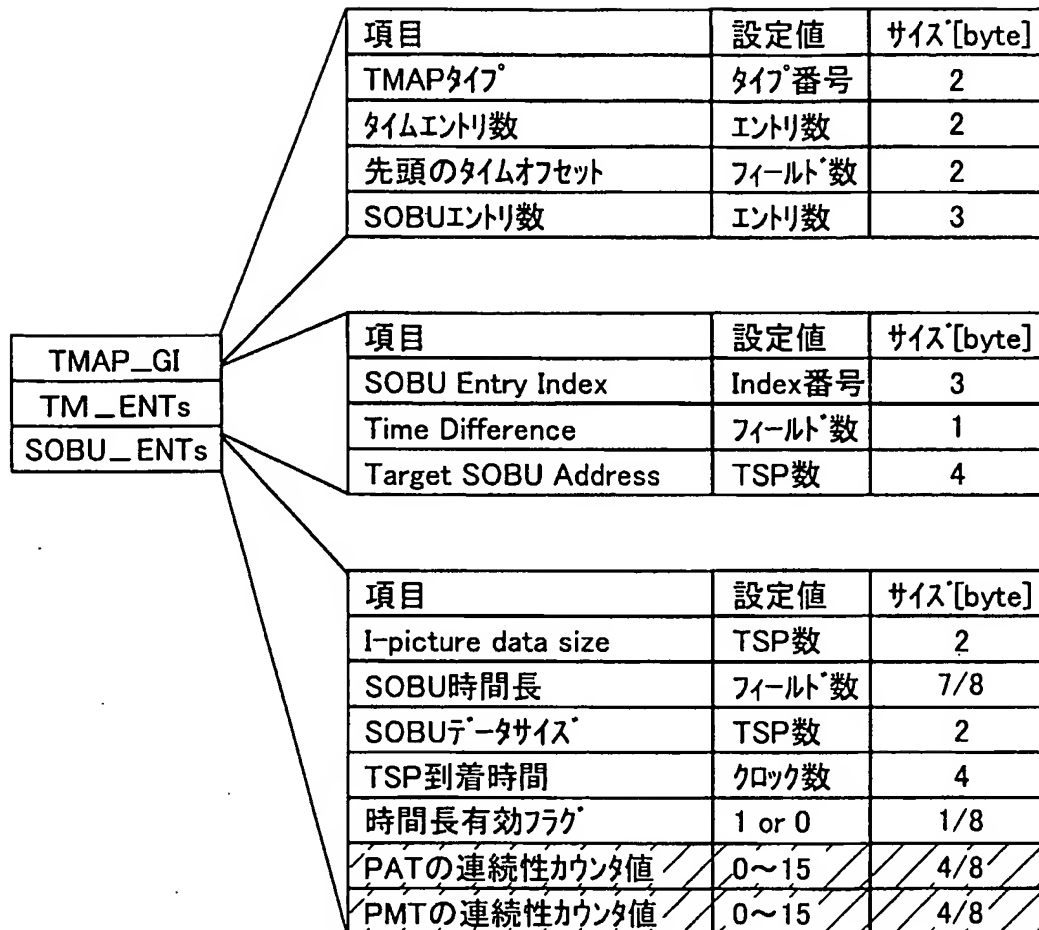 項目 設定値 ｻｲｽﾞ[byte]
TMAPﾀｲﾌﾟ ﾀｲﾌﾟ番号 2
ﾀｲﾑｴﾝﾄﾘ数 ｴﾝﾄﾘ数 2
先頭のﾀｲﾑｵﾌｾｯﾄ ﾌｨｰﾙﾄﾞ数 2
SOBUｴﾝﾄﾘ数 ｴﾝﾄﾘ数 3
TMAP_GI
TM_ENTs
SOBU_ENTs
項目 設定値 ｻｲｽﾞ[byte]
SOBU Entry Index Index番号 3
Time Difference ﾌｨｰﾙﾄﾞ数 1
Target SOBU Address TSP数 4
項目 設定値 ｻｲｽﾞ[byte]
I-picture data size TSP数 2
SOBU時間長 ﾌｨｰﾙﾄﾞ数 7/8
SOBUﾃﾞｰﾀｻｲｽﾞ TSP数 2
TSP到着時間 ｸﾛｯｸ数 4
時間長有効ﾌﾗｸﾞ 1 or 0 1/8
PATの連続性ｶｳﾝﾀ値 0～15 4/8
PMTの連続性ｶｳﾝﾀ値 0～15 4/8